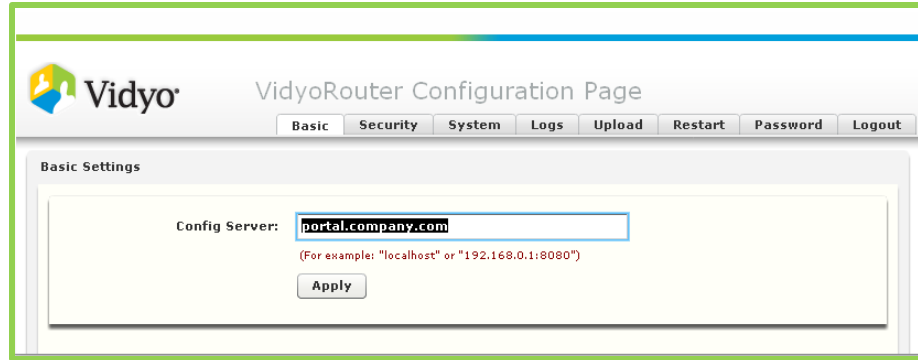 Vidyo
VidyoRouter Configuration Page
Basic Security System Logs Upload Restart Password Logout
Basic Settings
Config Server: portal.company.com
(For example: "localhost" or "192.168.0.1:8080")
Apply